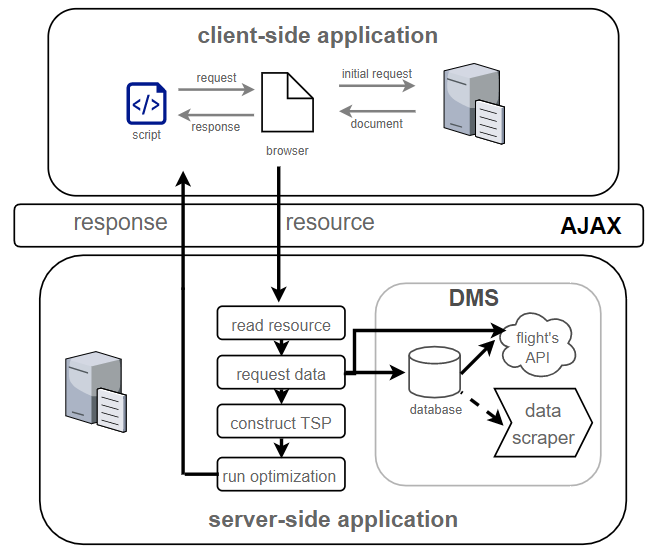 client-side application
request
initial request
</>
response
document
script
browser
response
resource
AJAX
DMS
read resource
flight's
API
request data
database
construct TSP
data
scraper
run optimization
server-side application